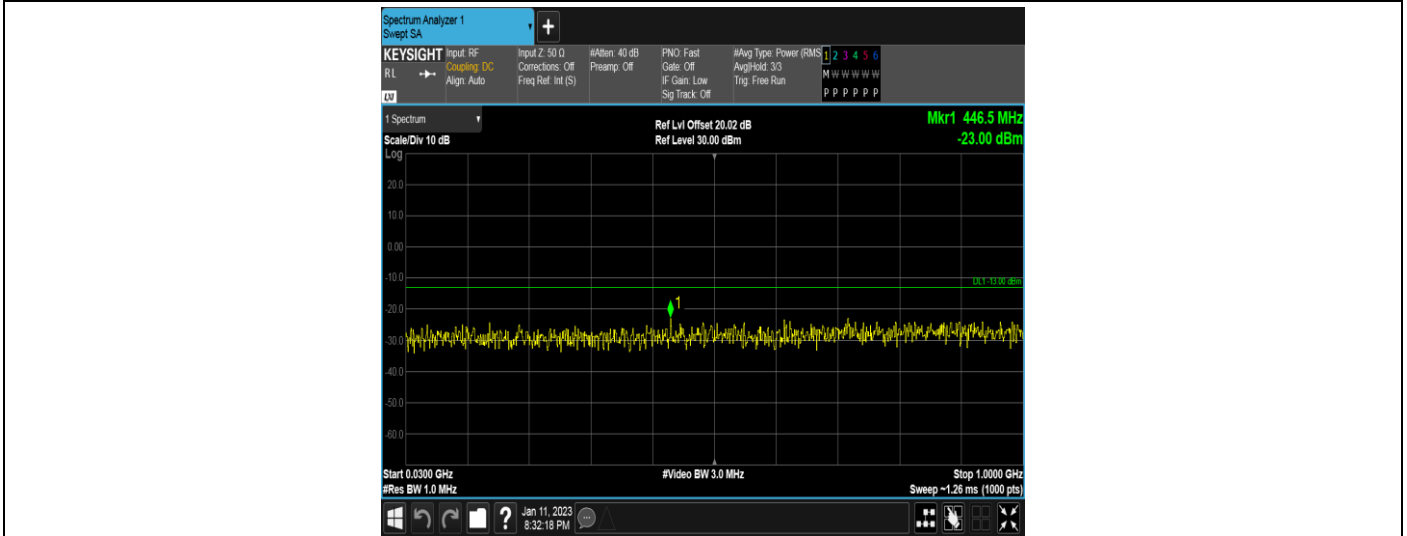 Spectrum Analyzer 1
Swept SA
+
KEYSIGHT
RL
LXI
Input: RF
Coupling: DC
Align: Auto
Input Z: 50 Ω
Corrections: Off
Freq Ref: Int (S)
#Atten: 40 dB
Preamp: Off
PNO: Fast
Gate: Off
IF Gain: Low
Sig Track: Off
#Avg Type: Power (RMS
Avg|Hold: 3/3
Trig: Free Run
1 2 3 4 5 6
M W W W W W
P P P P P P
1 Spectrum
Scale/Div 10 dB
Log
Ref Lvl Offset 20.02 dB
Ref Level 30.00 dBm
Mkr1 446.5 MHz
-23.00 dBm
20.0
10.0
0.00
-10.0
DL1 -13.00 dBm
1
-20.0
-30.0
-40.0
-50.0
-60.0
Start 0.0300 GHz
#Res BW 1.0 MHz
#Video BW 3.0 MHz
Stop 1.0000 GHz
Sweep ~1.26 ms (1000 pts)
?
Jan 11, 2023
8:32:18 PM